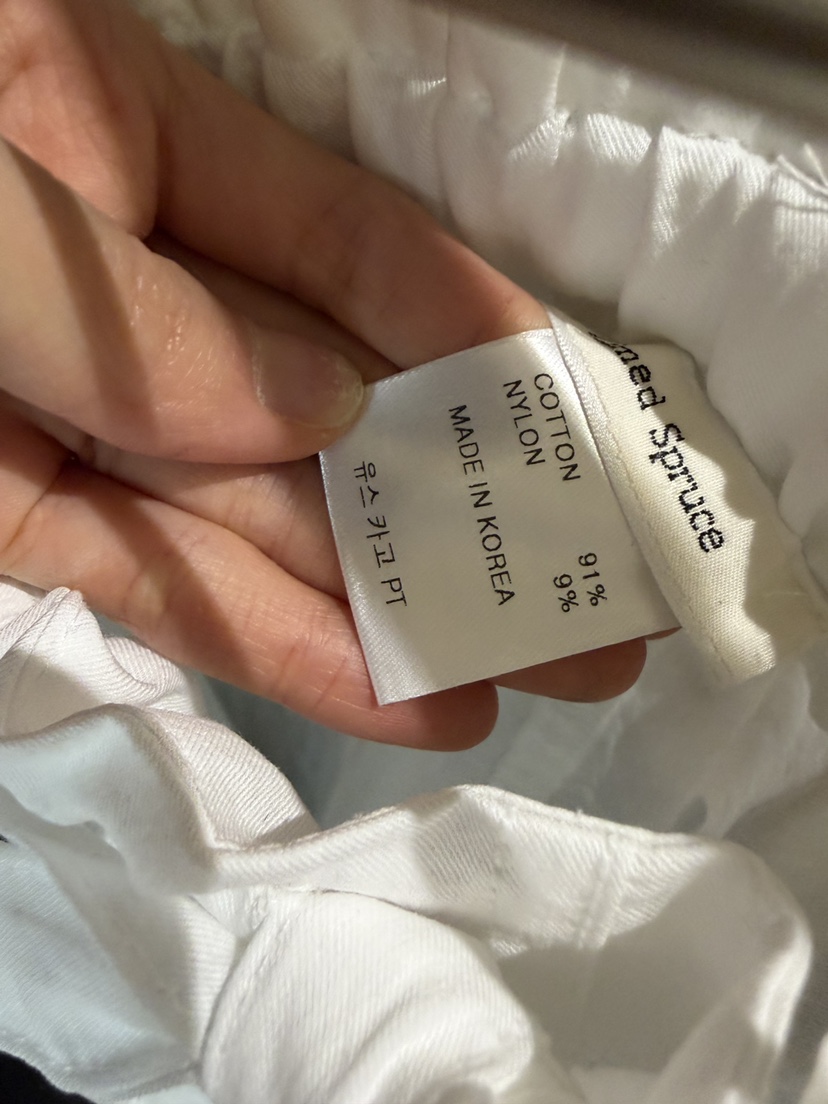 Spruce
COTTON 91%
NYLON 9%
MADE IN KOREA
유스 카고 PT